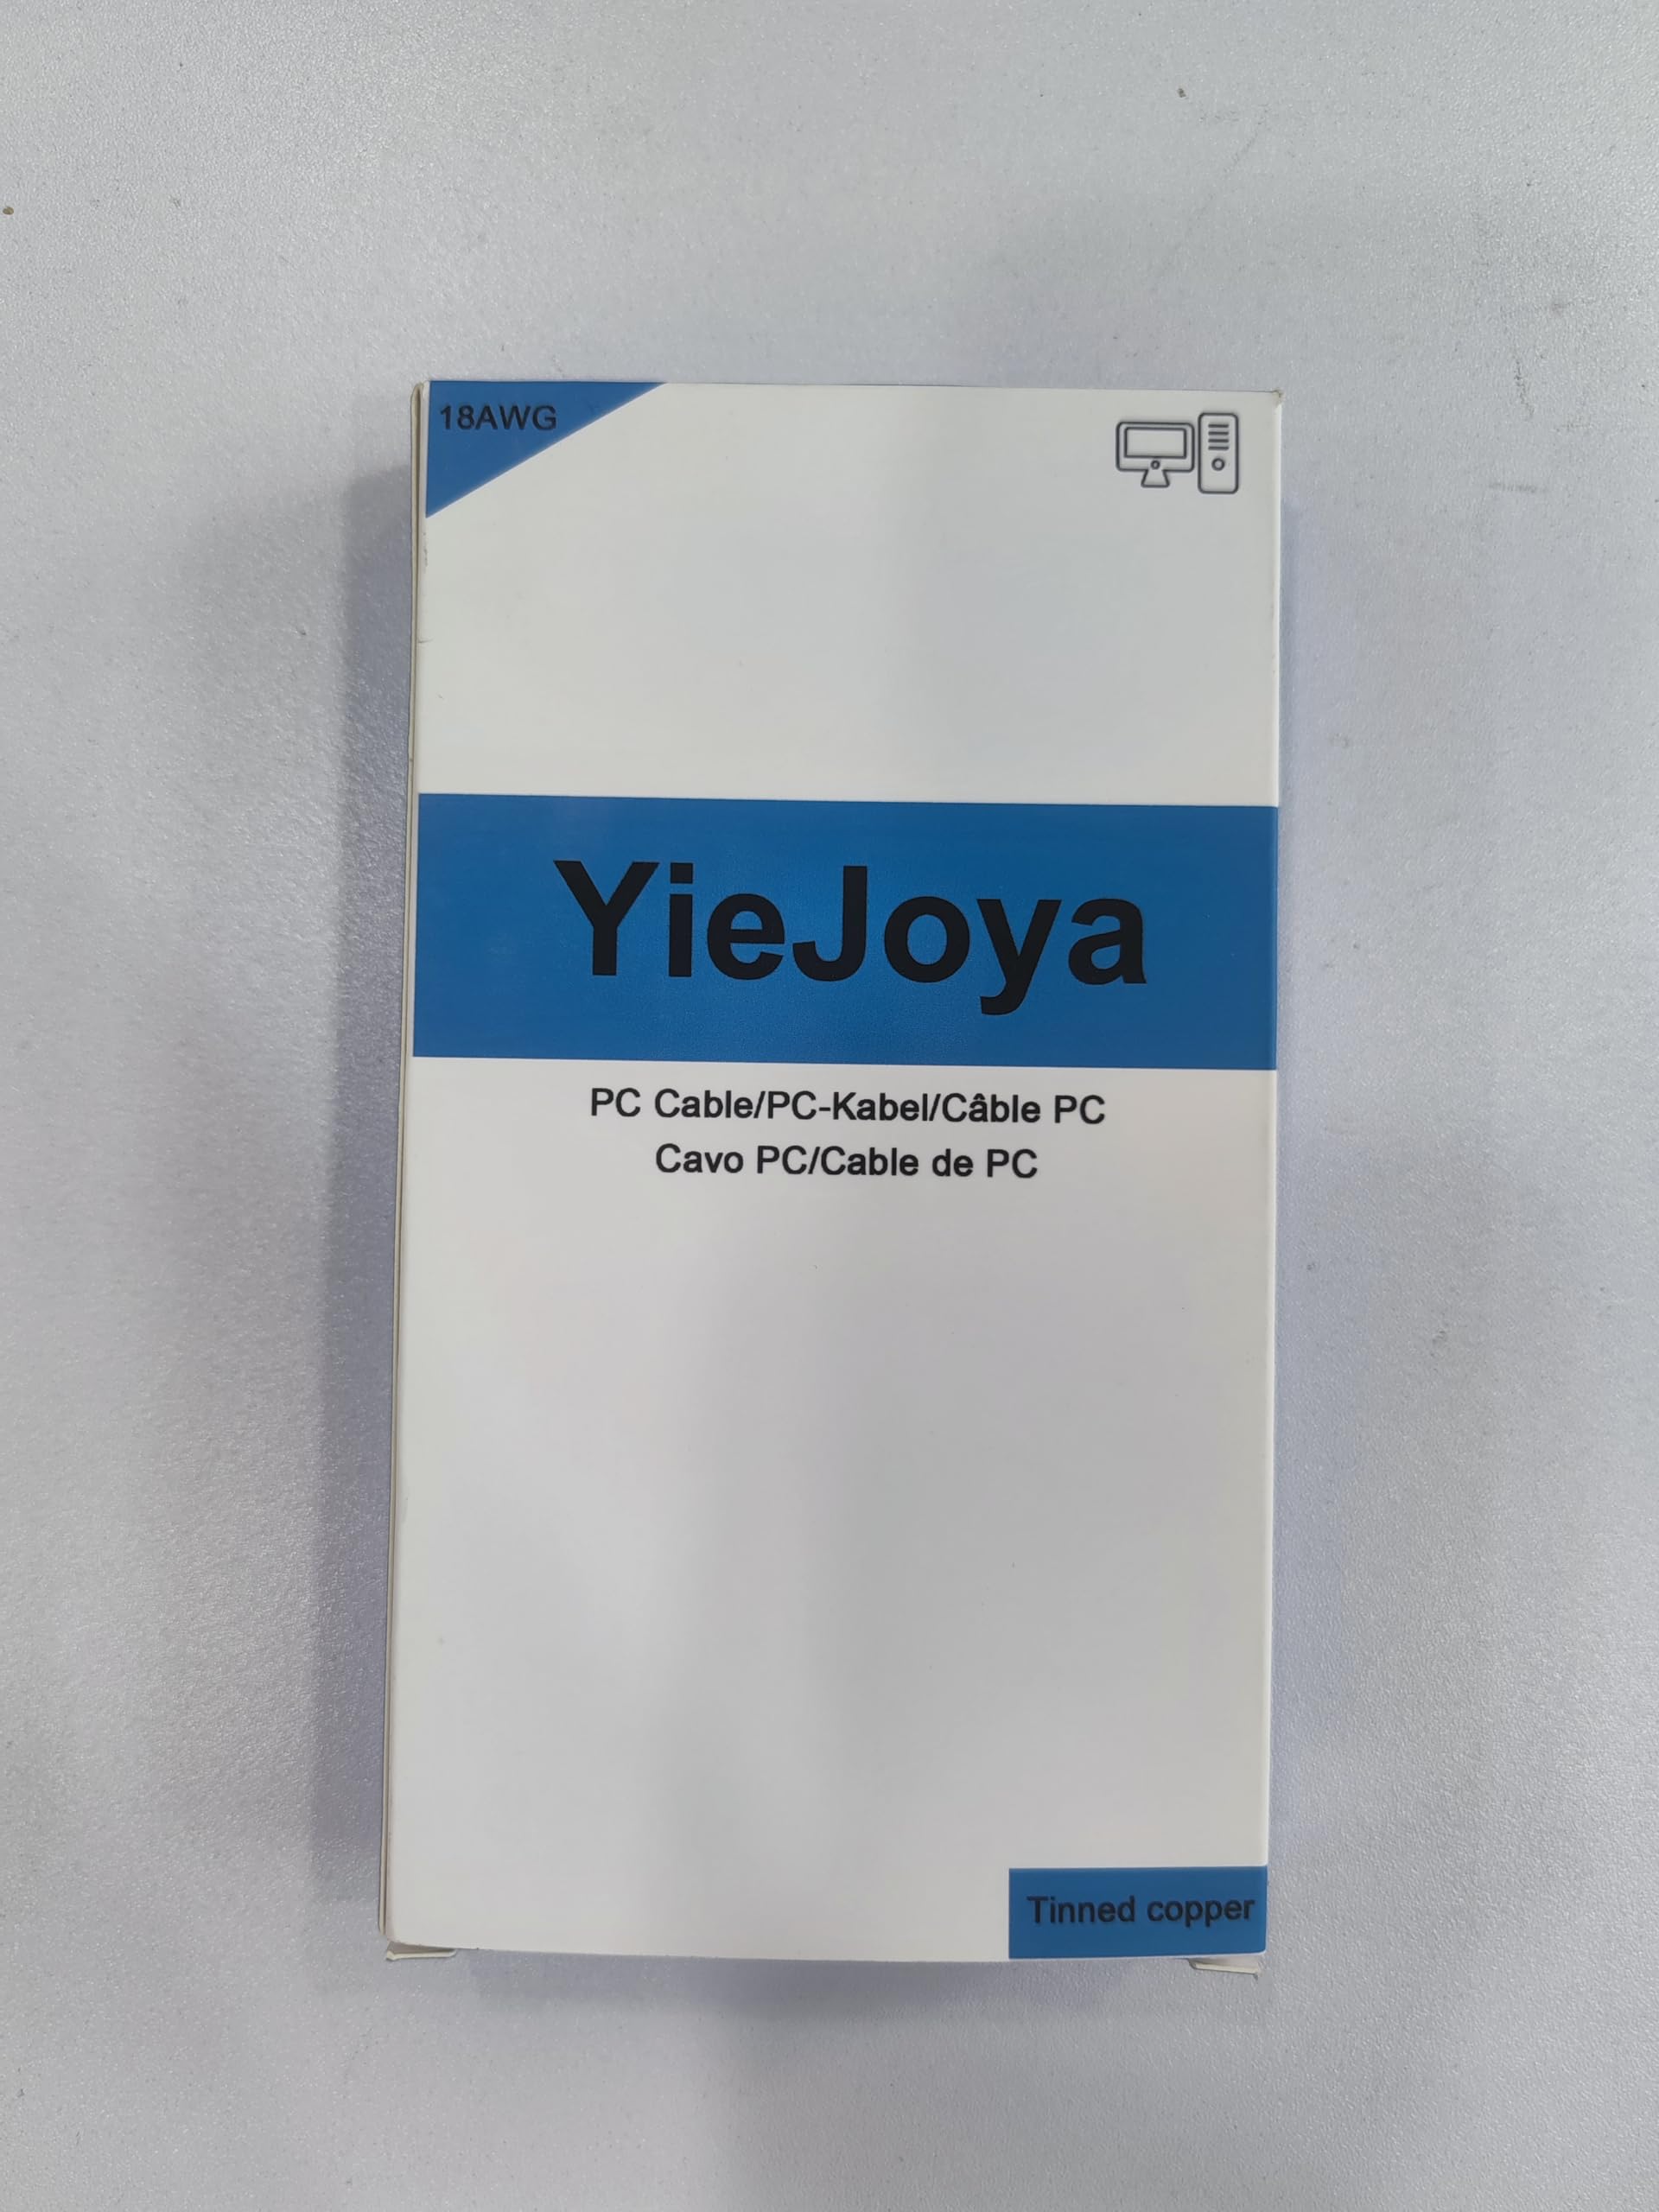 18AWG
YieJoya
PC Cable/PC-Kabel/Câble PC
Cavo PC/Cable de PC
Tinned copper